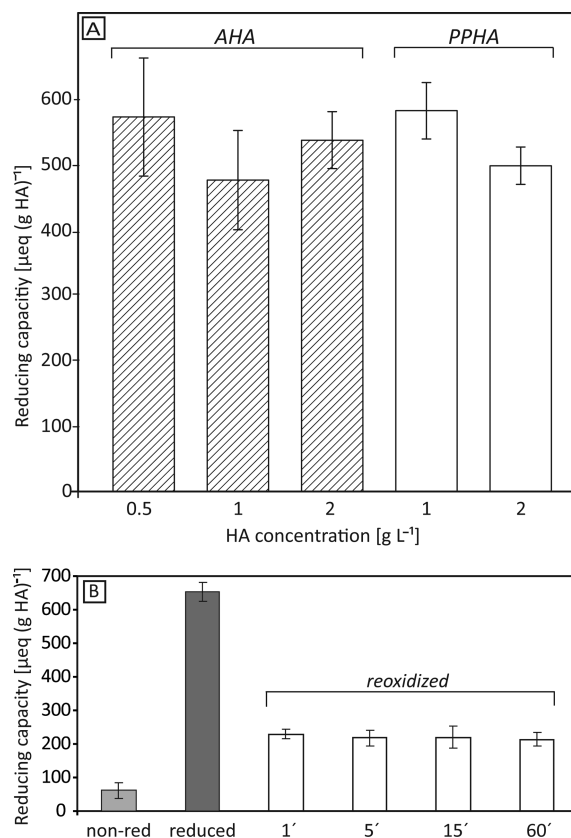 A
AHA PPHA
Reducing capacitiy [µeq (g HA)⁻¹]
600
500
400
300
200
100
0
0.5 1 2 1 2
HA concentration [g L⁻¹]
B
Reducing capacity [µeq (g HA)⁻¹]
700
600
500
400
300
200
100
0
reoxidized
non-red reduced 1´ 5´ 15´ 60´